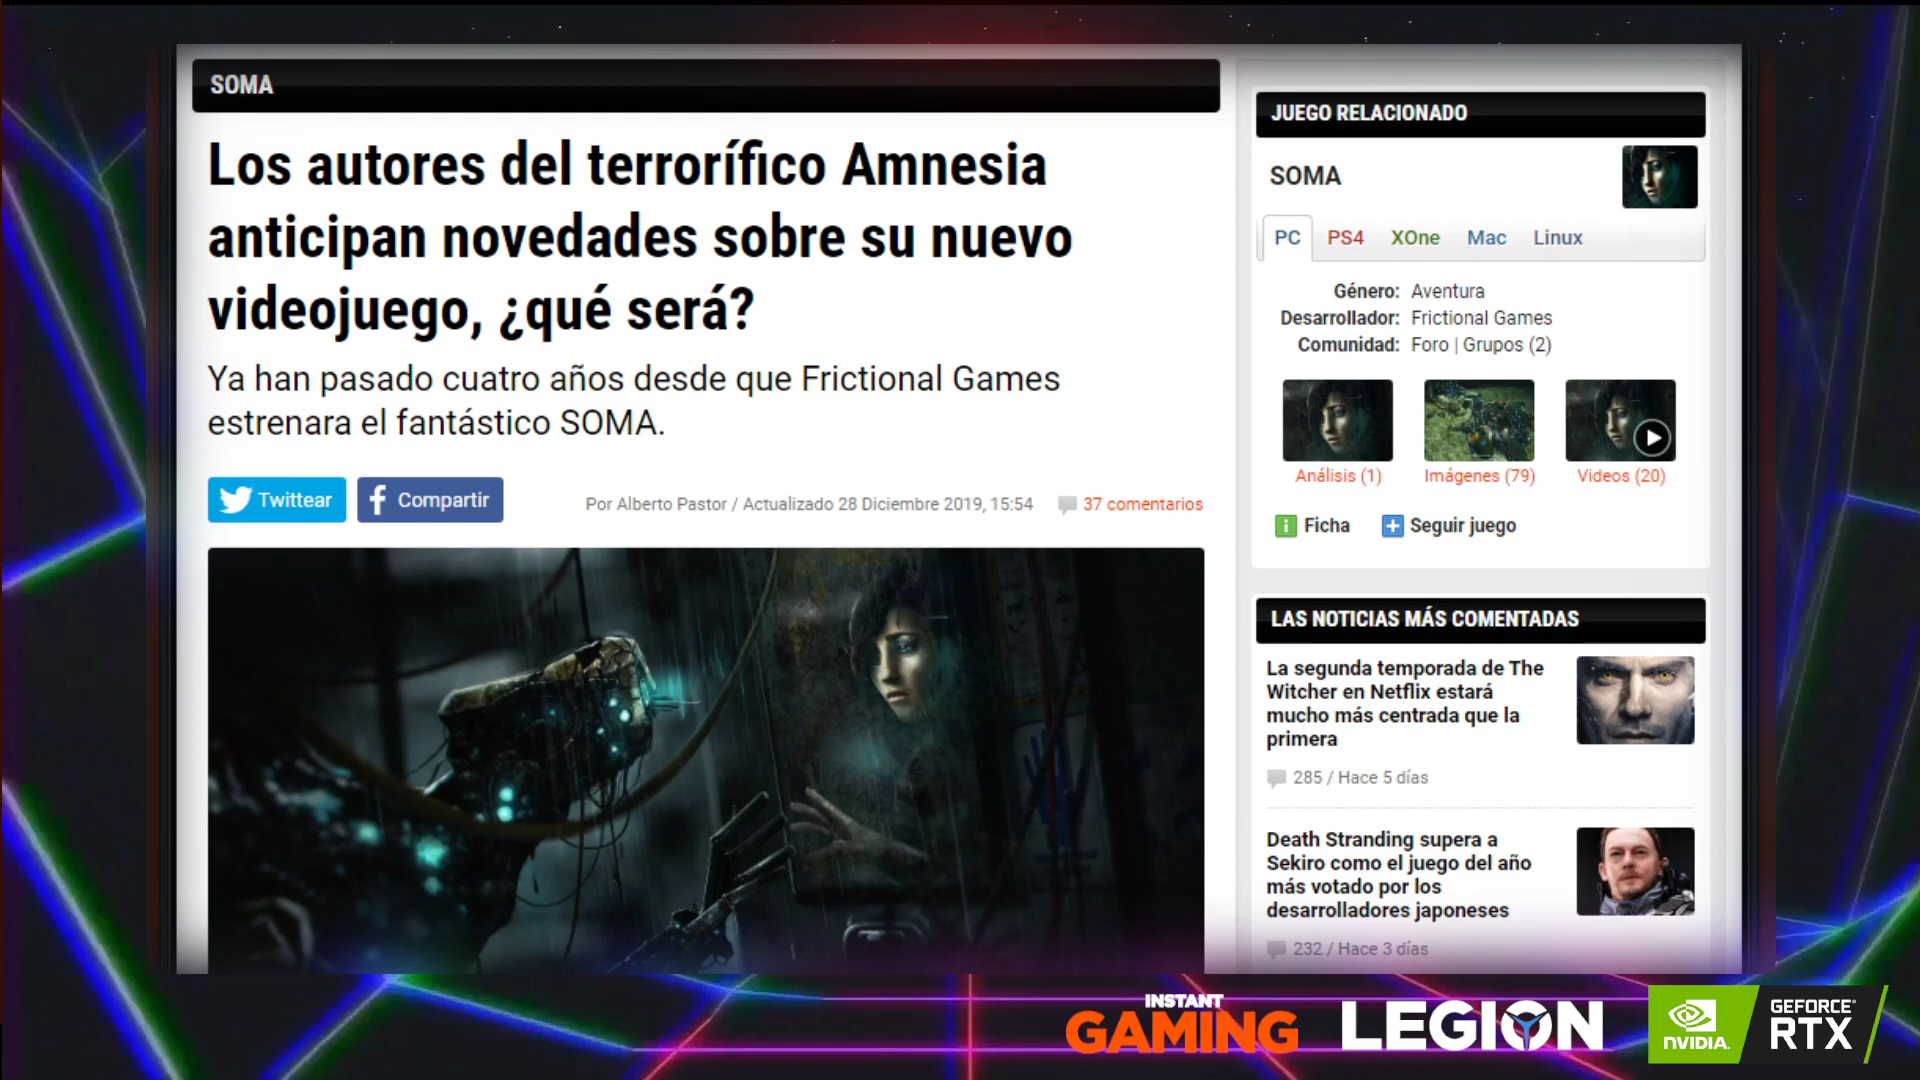 SOMA
Los autores del terrorífico Amnesia
anticipan novedades sobre su nuevo
videojuego, ¿qué será?
Ya han pasado cuatro años desde que Frictional Games
estrenara el fantástico SOMA.
Twittear
Compartir
Por Alberto Pastor / Actualizado 28 Diciembre 2019, 15:54
37 comentarios
JUEGO RELACIONADO
SOMA
PC PS4 XOne Mac Linux
Género: Aventura
Desarrollador: Frictional Games
Comunidad: Foro | Grupos (2)
Análisis (1) Imágenes (79) Videos (20)
Ficha Seguir juego
LAS NOTICIAS MÁS COMENTADAS
La segunda temporada de The
Witcher en Netflix estará
mucho más centrada que la
primera
285 / Hace 5 días
Death Stranding supera a
Sekiro como el juego del año
más votado por los
desarrolladores japoneses
232 / Hace 3 días
INSTANT
GAMING
LEGION
NVIDIA.
GEFORCE
RTX